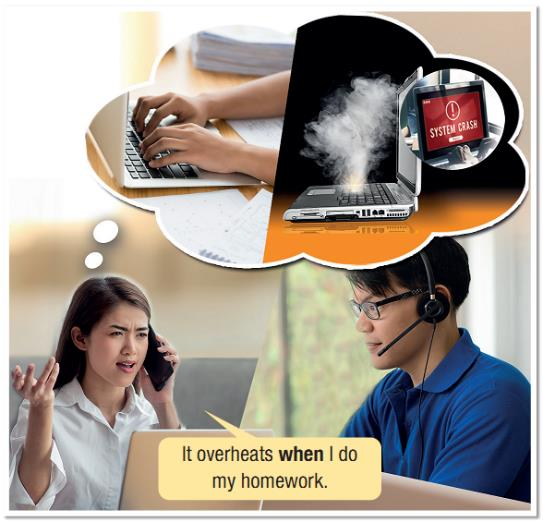 SYSTEM CRASH
It overheats when I do
my homework.